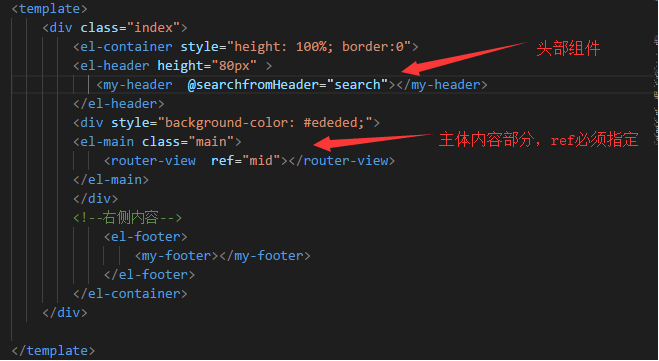 <template>
<div class="index">
<el-container style="height: 100%; border:0">
<el-header height="80px" >
<my-header  @searchfromHeader="search"></my-header>
</el-header>
<div style="background-color: #ededed;">
<el-main class="main">
<router-view  ref="mid"></router-view>
</el-main>
</div>
<!--右侧内容-->
<el-footer>
<my-footer></my-footer>
</el-footer>
</el-container>
</div>
</template>
头部组件
主体内容部分，ref必须指定